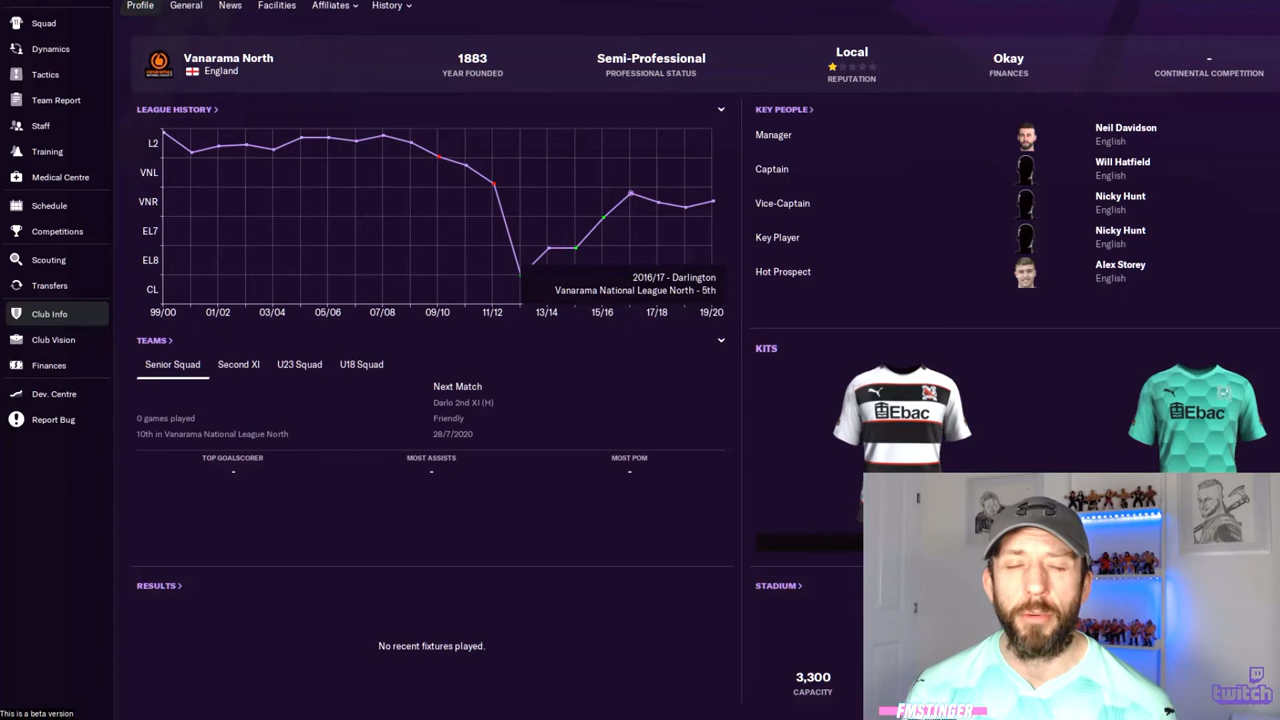 Profile
General
News
Facilities
Affiliates
History
Squad
Dynamics
Tactics
Team Report
Staff
Training
Medical Centre
Schedule
Competitions
Scouting
Transfers
Club Info
Club Vision
Finances
Dev. Centre
Report Bug
This is a beta version
Vanarama North
England
1883
YEAR FOUNDED
Semi-Professional
PROFESSIONAL STATUS
Local
REPUTATION
Okay
FINANCES
-
CONTINENTAL COMPETITION
LEAGUE HISTORY >
L2
VNL
VNR
EL7
EL8
CL
99/00 01/02 03/04 05/06 07/08 09/10 11/12 13/14 15/16 17/18 19/20
2016/17 - Darlington
Vanarama National League North - 5th
TEAMS >
Senior Squad Second XI U23 Squad U18 Squad
Next Match
Darlo 2nd XI (H)
0 games played
Friendly
10th in Vanarama National League North
28/7/2020
TOP GOALSCORER MOST ASSISTS MOST POM
- - -
RESULTS >
No recent fixtures played.
KEY PEOPLE >
Manager
Neil Davidson
English
Captain
Will Hatfield
English
Vice-Captain
Nicky Hunt
English
Key Player
Nicky Hunt
English
Hot Prospect
Alex Storey
English
KITS
Ebac
Ebac
STADIUM >
3,300
CAPACITY
FMSTINGER
twitch